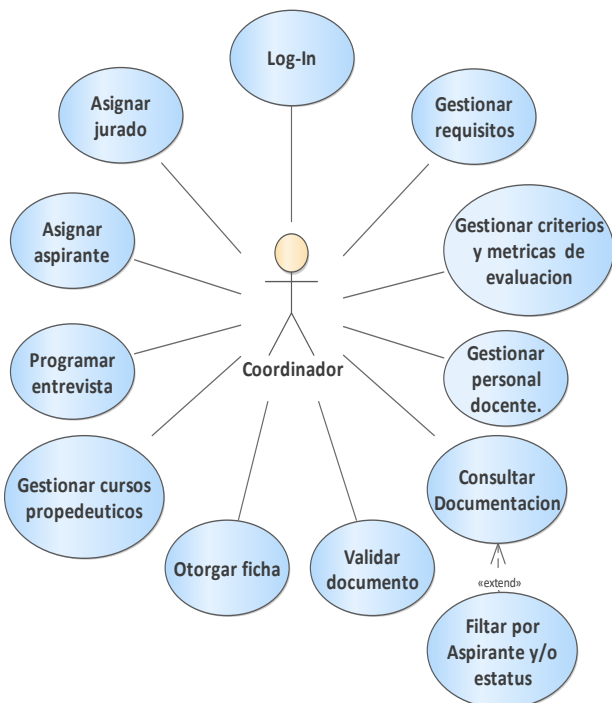 Log-In
Asignar
jurado
Gestionar
requisitos
Asignar
aspirante
Gestionar criterios
y metricas de
evaluacion
Programar
entrevista
Coordinador
Gestionar
personal
docente.
Gestionar cursos
propedeuticos
Consultar
Documentacion
Otorgar ficha
Validar
documento
«extend»
Filtar por
Aspirante y/o
estatus